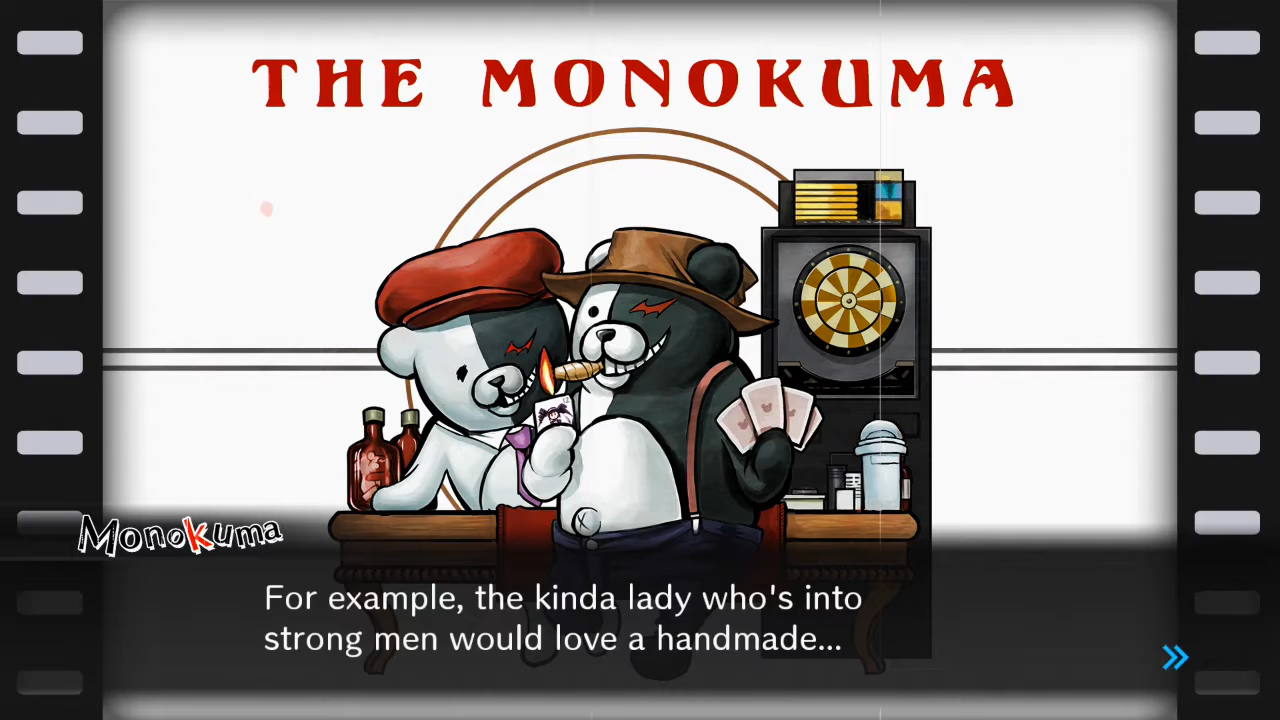 THE MONOKUMA
Monokuma
For example, the kinda lady who's into
strong men would love a handmade...